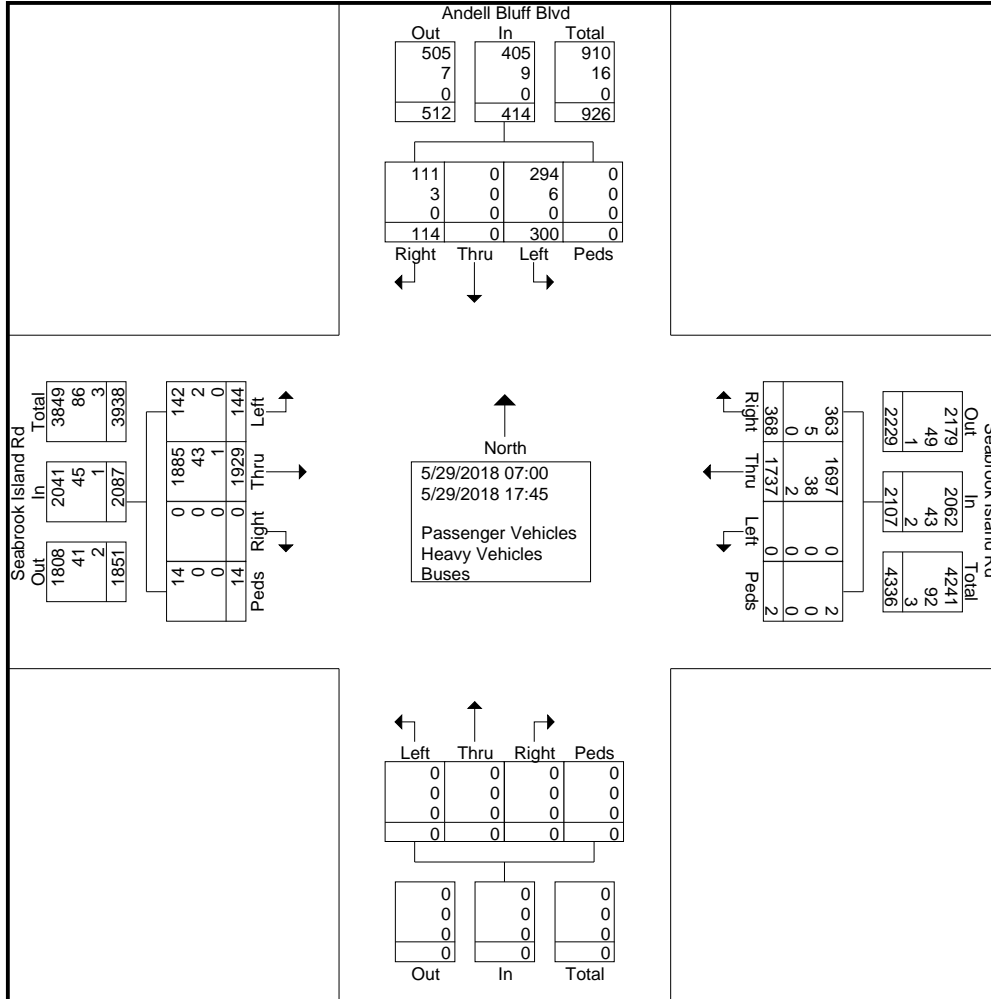 Andell Bluff Blvd
Out In Total
505 405 910
7 9 16
0 0 0
512 414 926
111 0 294 0
3 0 6 0
0 0 0 0
114 0 300 0
Right Thru Left Peds
Seabrook Island Rd
Total In Out
3849 2041 1808
86 45 41
3 1 2
3938 2087 1851
142 1885 0 14
2 43 0 0
0 1 0 0
144 1929 0 14
Left Thru Right Peds
North
5/29/2018 07:00
5/29/2018 17:45
Passenger Vehicles
Heavy Vehicles
Buses
Right Thru Left Peds
363 1697 0 2
5 38 0 0
0 2 0 0
368 1737 0 2
Seabrook Island Rd
Out In Total
2179 2062 4241
49 43 92
1 2 3
2229 2107 4336
Left Thru Right Peds
0 0 0 0
0 0 0 0
0 0 0 0
0 0 0 0
0 0 0
0 0 0
0 0 0
0 0 0
Out In Total